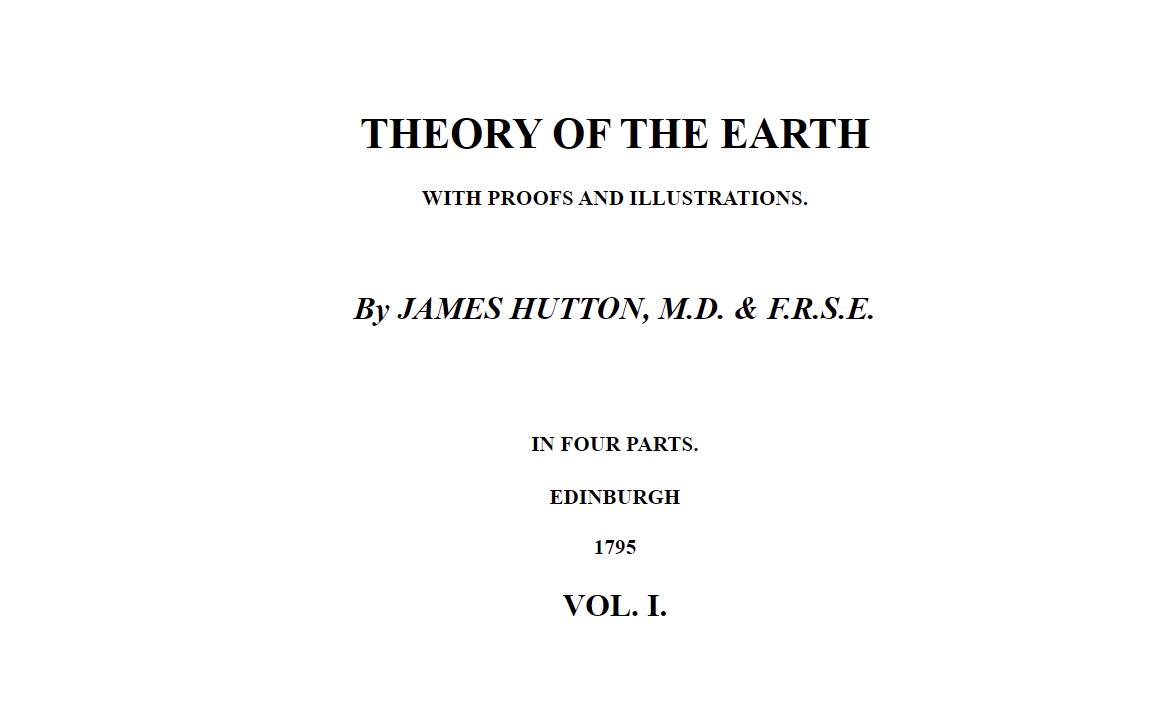 THEORY OF THE EARTH
WITH PROOFS AND ILLUSTRATIONS.
By JAMES HUTTON, M.D. & F.R.S.E.
IN FOUR PARTS.
EDINBURGH
1795
VOL. I.